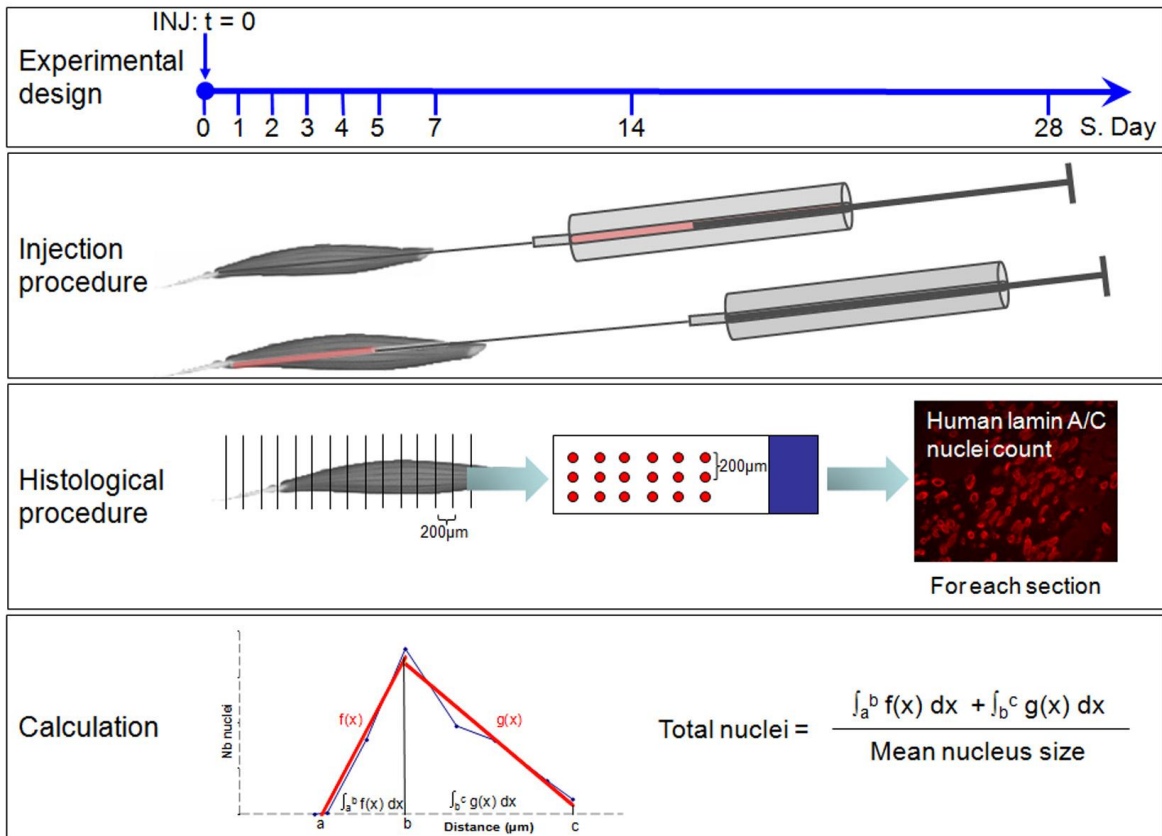 INJ: t = 0
Experimental
design
0 1 2 3 4 5 7 14 28 S. Day
Injection
procedure
Histological
procedure
200µm
200µm
Human lamin A/C
nuclei count
For each section
Calculation
Nb nuclei
f(x)
g(x)
∫ₐᵇ f(x) dx
∫_b^c g(x) dx
a b c
Distance (µm)
Total nuclei =
∫ₐᵇ f(x) dx + ∫_b^c g(x) dx
Mean nucleus size